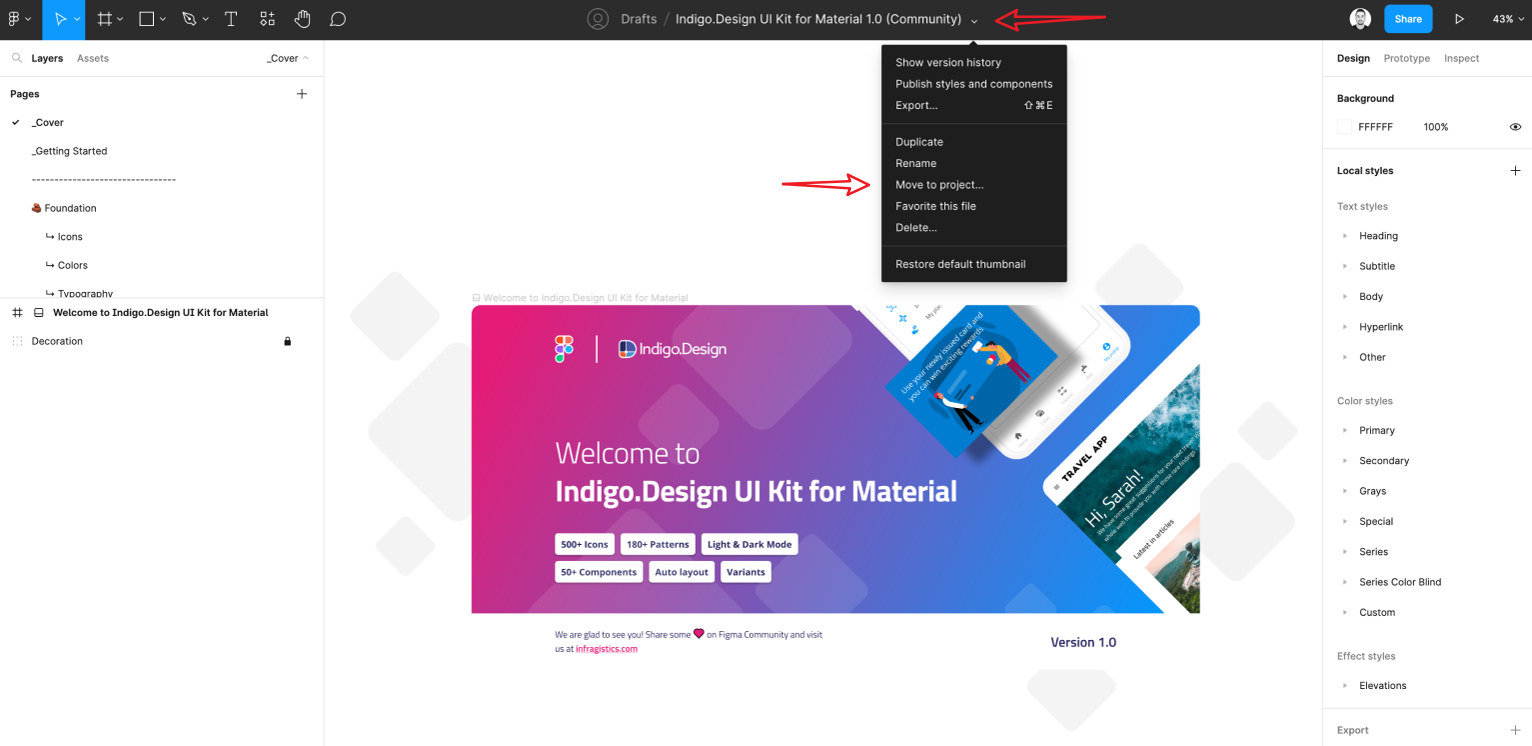 Drafts / Indigo.Design UI Kit for Material 1.0 (Community)
Share
43%
Layers Assets _Cover
Pages
_Cover
_Getting Started
--------------------------------
Foundation
Icons
Colors
Typography
Welcome to Indigo.Design UI Kit for Material
Decoration
Show version history
Publish styles and components
Export... ⇧⌘E
Duplicate
Rename
Move to project...
Favorite this file
Delete...
Restore default thumbnail
Welcome to Indigo.Design UI Kit for Material
Indigo.Design
Welcome to
Indigo.Design UI Kit for Material
500+ Icons
180+ Patterns
Light & Dark Mode
50+ Components
Auto layout
Variants
Use your newly issued card and
you can win exciting rewards
TRAVEL APP
Hi, Sarah!
Latest in articles
We are glad to see you! Share some ❤ on Figma Community and visit
us at infragistics.com
Version 1.0
Design Prototype Inspect
Background
FFFFFF 100%
Local styles
Text styles
Heading
Subtitle
Body
Hyperlink
Other
Color styles
Primary
Secondary
Grays
Special
Series
Series Color Blind
Custom
Effect styles
Elevations
Export